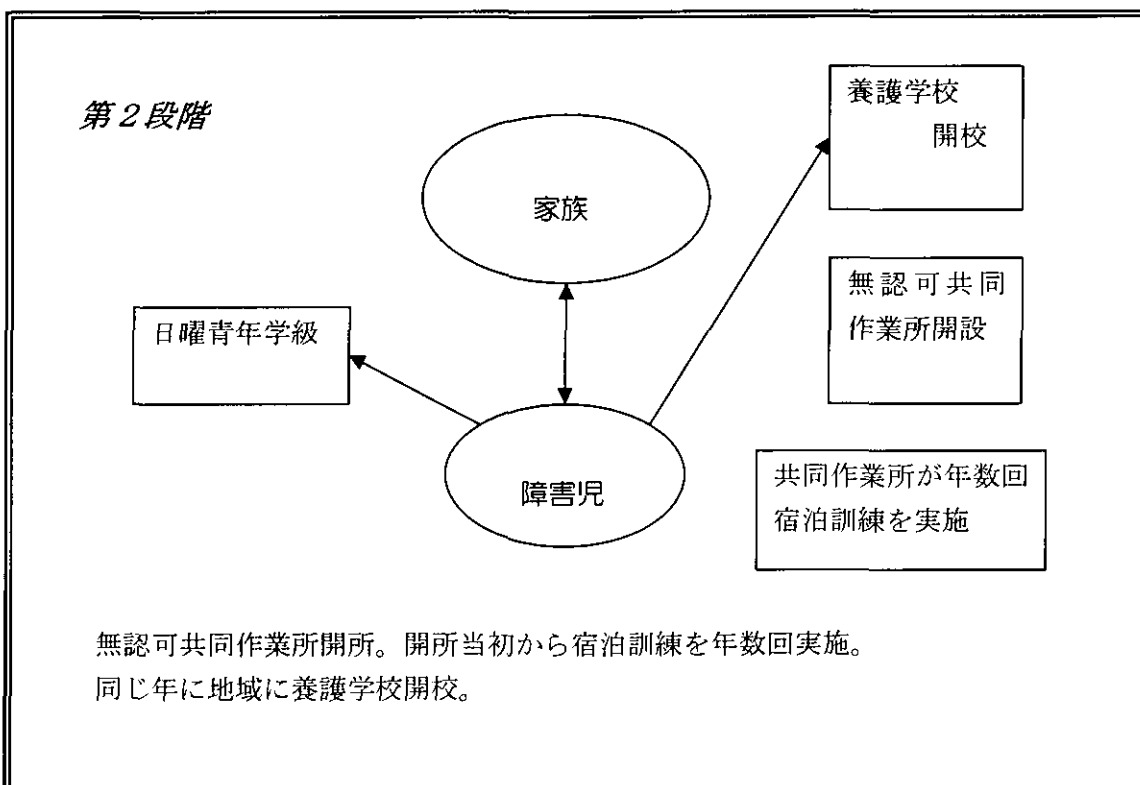 第２段階
養護学校
開校
家族
無認可共同
作業所開設
日曜青年学級
障害児
共同作業所が年数回
宿泊訓練を実施
無認可共同作業所開所。開所当初から宿泊訓練を年数回実施。
同じ年に地域に養護学校開校。